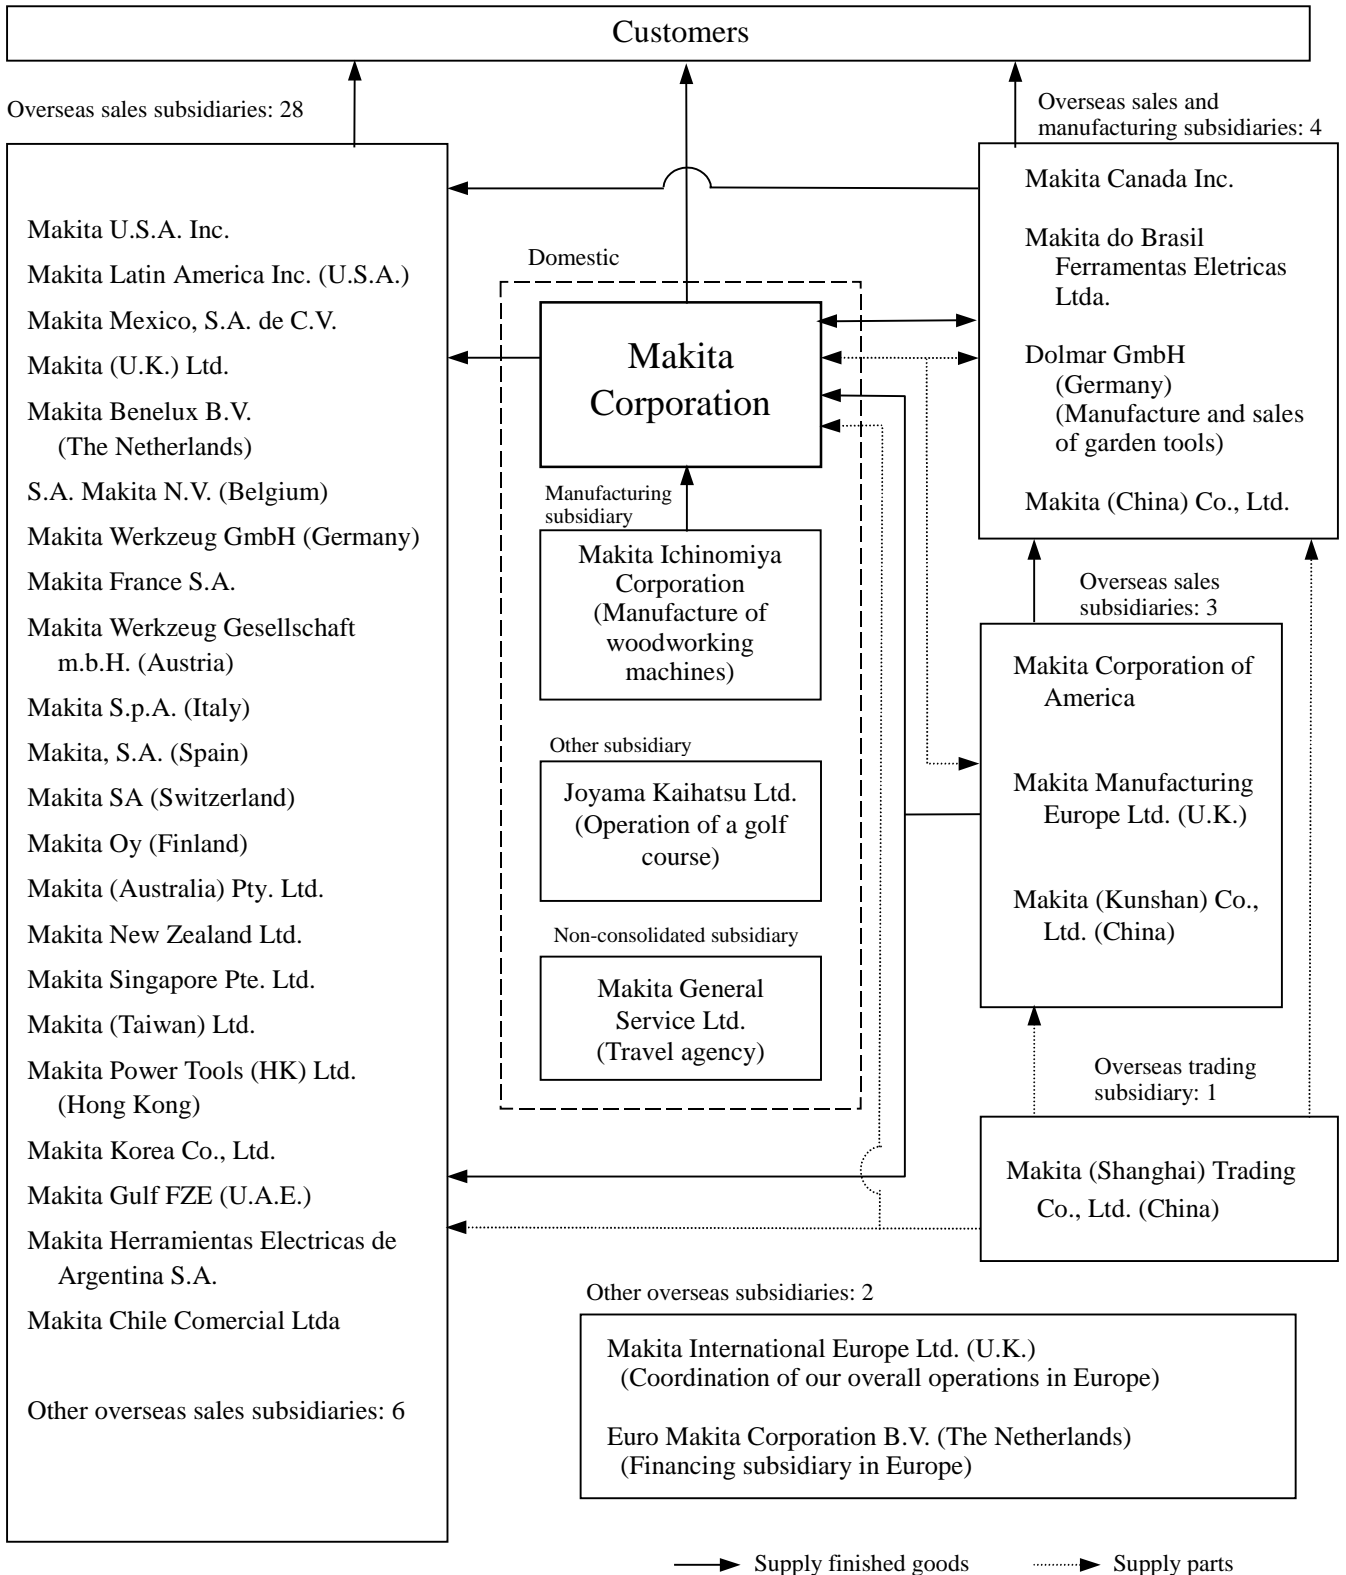 Customers
Overseas sales subsidiaries: 28
Makita U.S.A. Inc.
Makita Latin America Inc. (U.S.A.)
Makita Mexico, S.A. de C.V.
Makita (U.K.) Ltd.
Makita Benelux B.V.
(The Netherlands)
S.A. Makita N.V. (Belgium)
Makita Werkzeug GmbH (Germany)
Makita France S.A.
Makita Werkzeug Gesellschaft
m.b.H. (Austria)
Makita S.p.A. (Italy)
Makita, S.A. (Spain)
Makita SA (Switzerland)
Makita Oy (Finland)
Makita (Australia) Pty. Ltd.
Makita New Zealand Ltd.
Makita Singapore Pte. Ltd.
Makita (Taiwan) Ltd.
Makita Power Tools (HK) Ltd.
(Hong Kong)
Makita Korea Co., Ltd.
Makita Gulf FZE (U.A.E.)
Makita Herramientas Electricas de
Argentina S.A.
Makita Chile Comercial Ltda
Other overseas sales subsidiaries: 6
Domestic
Makita
Corporation
Manufacturing
subsidiary
Makita Ichinomiya
Corporation
(Manufacture of
woodworking
machines)
Other subsidiary
Joyama Kaihatsu Ltd.
(Operation of a golf
course)
Non-consolidated subsidiary
Makita General
Service Ltd.
(Travel agency)
Overseas sales and
manufacturing subsidiaries: 4
Makita Canada Inc.
Makita do Brasil
Ferramentas Eletricas
Ltda.
Dolmar GmbH
(Germany)
(Manufacture and sales
of garden tools)
Makita (China) Co., Ltd.
Overseas sales
subsidiaries: 3
Makita Corporation of
America
Makita Manufacturing
Europe Ltd. (U.K.)
Makita (Kunshan) Co.,
Ltd. (China)
Overseas trading
subsidiary: 1
Makita (Shanghai) Trading
Co., Ltd. (China)
Other overseas subsidiaries: 2
Makita International Europe Ltd. (U.K.)
(Coordination of our overall operations in Europe)
Euro Makita Corporation B.V. (The Netherlands)
(Financing subsidiary in Europe)
Supply finished goods
Supply parts